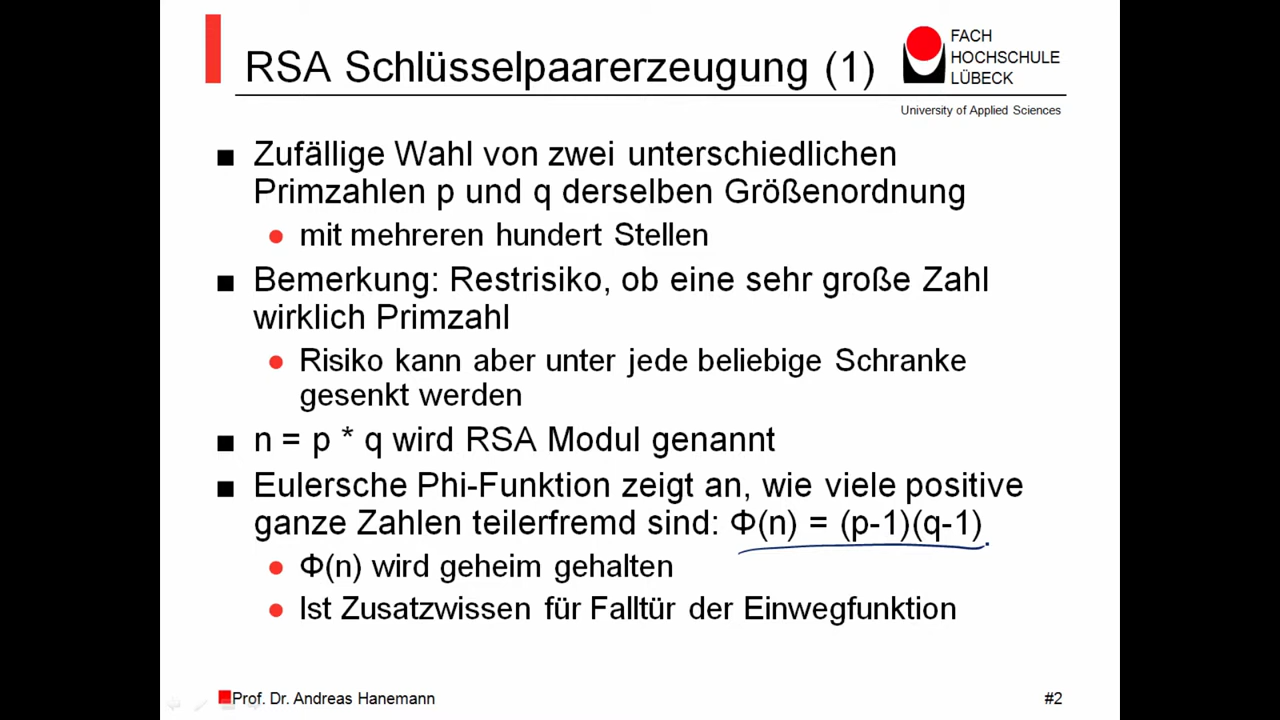 RSA Schlüsselpaarerzeugung (1)
FACH
HOCHSCHULE
LÜBECK
University of Applied Sciences
■ Zufällige Wahl von zwei unterschiedlichen
Primzahlen p und q derselben Größenordnung
● mit mehreren hundert Stellen
■ Bemerkung: Restrisiko, ob eine sehr große Zahl
wirklich Primzahl
● Risiko kann aber unter jede beliebige Schranke
gesenkt werden
■ n = p * q wird RSA Modul genannt
■ Eulersche Phi-Funktion zeigt an, wie viele positive
ganze Zahlen teilerfremd sind: Φ(n) = (p-1)(q-1)
● Φ(n) wird geheim gehalten
● Ist Zusatzwissen für Falltür der Einwegfunktion
Prof. Dr. Andreas Hanemann
#2